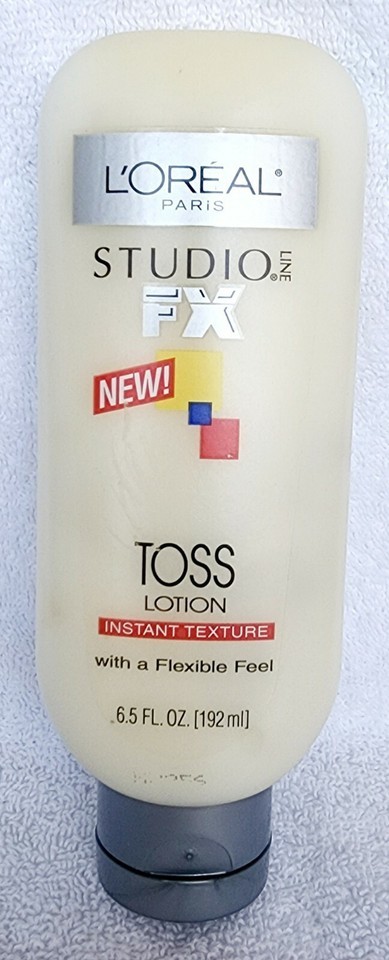 L'ORÉAL®
PARiS
STUDIO® LINE
FX
NEW!
TOSS
LOTION
INSTANT TEXTURE
with a Flexible Feel
6.5 FL. OZ. [192 ml]